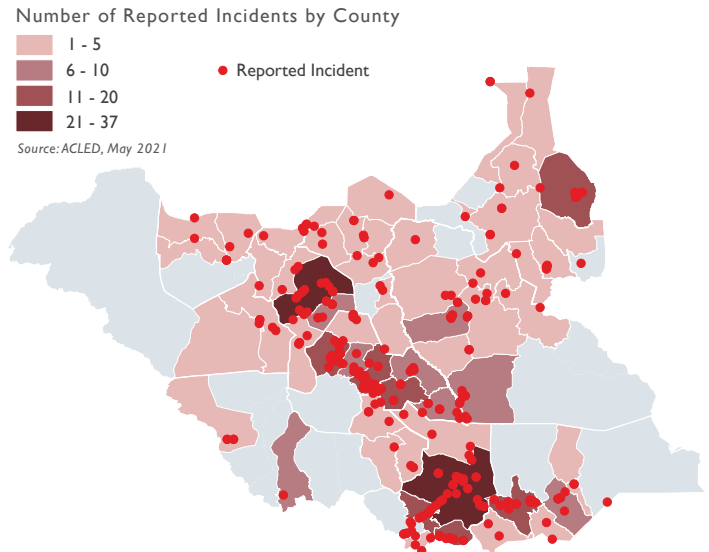 Number of Reported Incidents by County
1 - 5
6 - 10
Reported Incident
11 - 20
21 - 37
Source: ACLED, May 2021